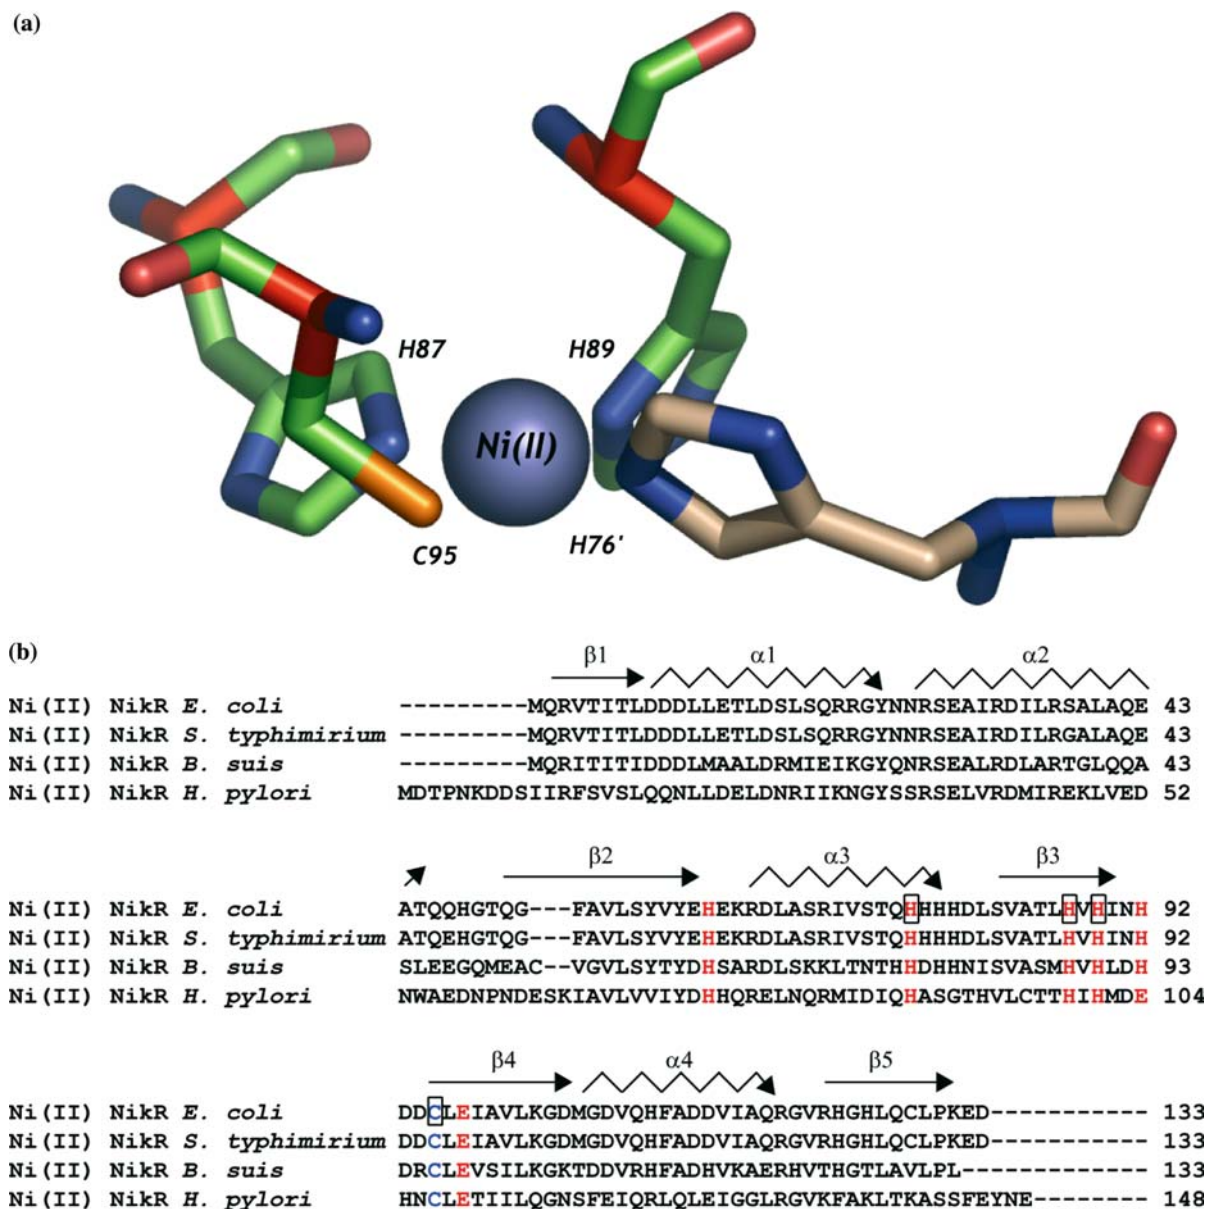 (a)
H87
H89
Ni(II)
C95
H76'
(b)
β1 α1 α2
Ni(II) NikR E. coli ---------MQRVTITLDDDLLETLDSLSQRRGYNNRSEAIRDILRSALAQE 43
Ni(II) NikR S. typhimirium ---------MQRVTITLDDDLLETLDSLSQRRGYNNRSEAIRDILRGALAQE 43
Ni(II) NikR B. suis ---------MQRITITIDDDLMAALDRMIEIKGYQNRSEALRDLARTGLQQA 43
Ni(II) NikR H. pylori MDTPNKDDSIIRFSVSLQQNLLDELDNRIIKNGYSSRSELVRDMIREKLVED 52
β2 α3 β3
Ni(II) NikR E. coli ATQQHGTQG---FAVLSYVYEHEKRDLASRIVSTQHHHHDLSVATLHVHINH 92
Ni(II) NikR S. typhimirium ATQEHGTQG---FAVLSYVYEHEKRDLASRIVSTQHHHHDLSVATLHVHINH 92
Ni(II) NikR B. suis SLEEGQMEAC--VGVLSYTYDHSARDLSKKLTNTHHDHHNISVASMHVHLDH 93
Ni(II) NikR H. pylori NWAEDNPNDESKIAVLVVIYDHHQRELNQRMIDIQHASGTHVLCTTHIHMDE 104
β4 α4 β5
Ni(II) NikR E. coli DDCLEIAVLKGDMGDVQHFADDVIAQRGVRHGHLQCLPKED----------- 133
Ni(II) NikR S. typhimirium DDCLEIAVLKGDMGDVQHFADDVIAQRGVRHGHLQCLPKED----------- 133
Ni(II) NikR B. suis DRCLEVSILKGKTDDVRHFADHVKAERHVTHGTLAVLPL------------- 133
Ni(II) NikR H. pylori HNCLETIILQGNSFEIQRLQLEIGGLRGVKFAKLTKASSFEYNE-------- 148